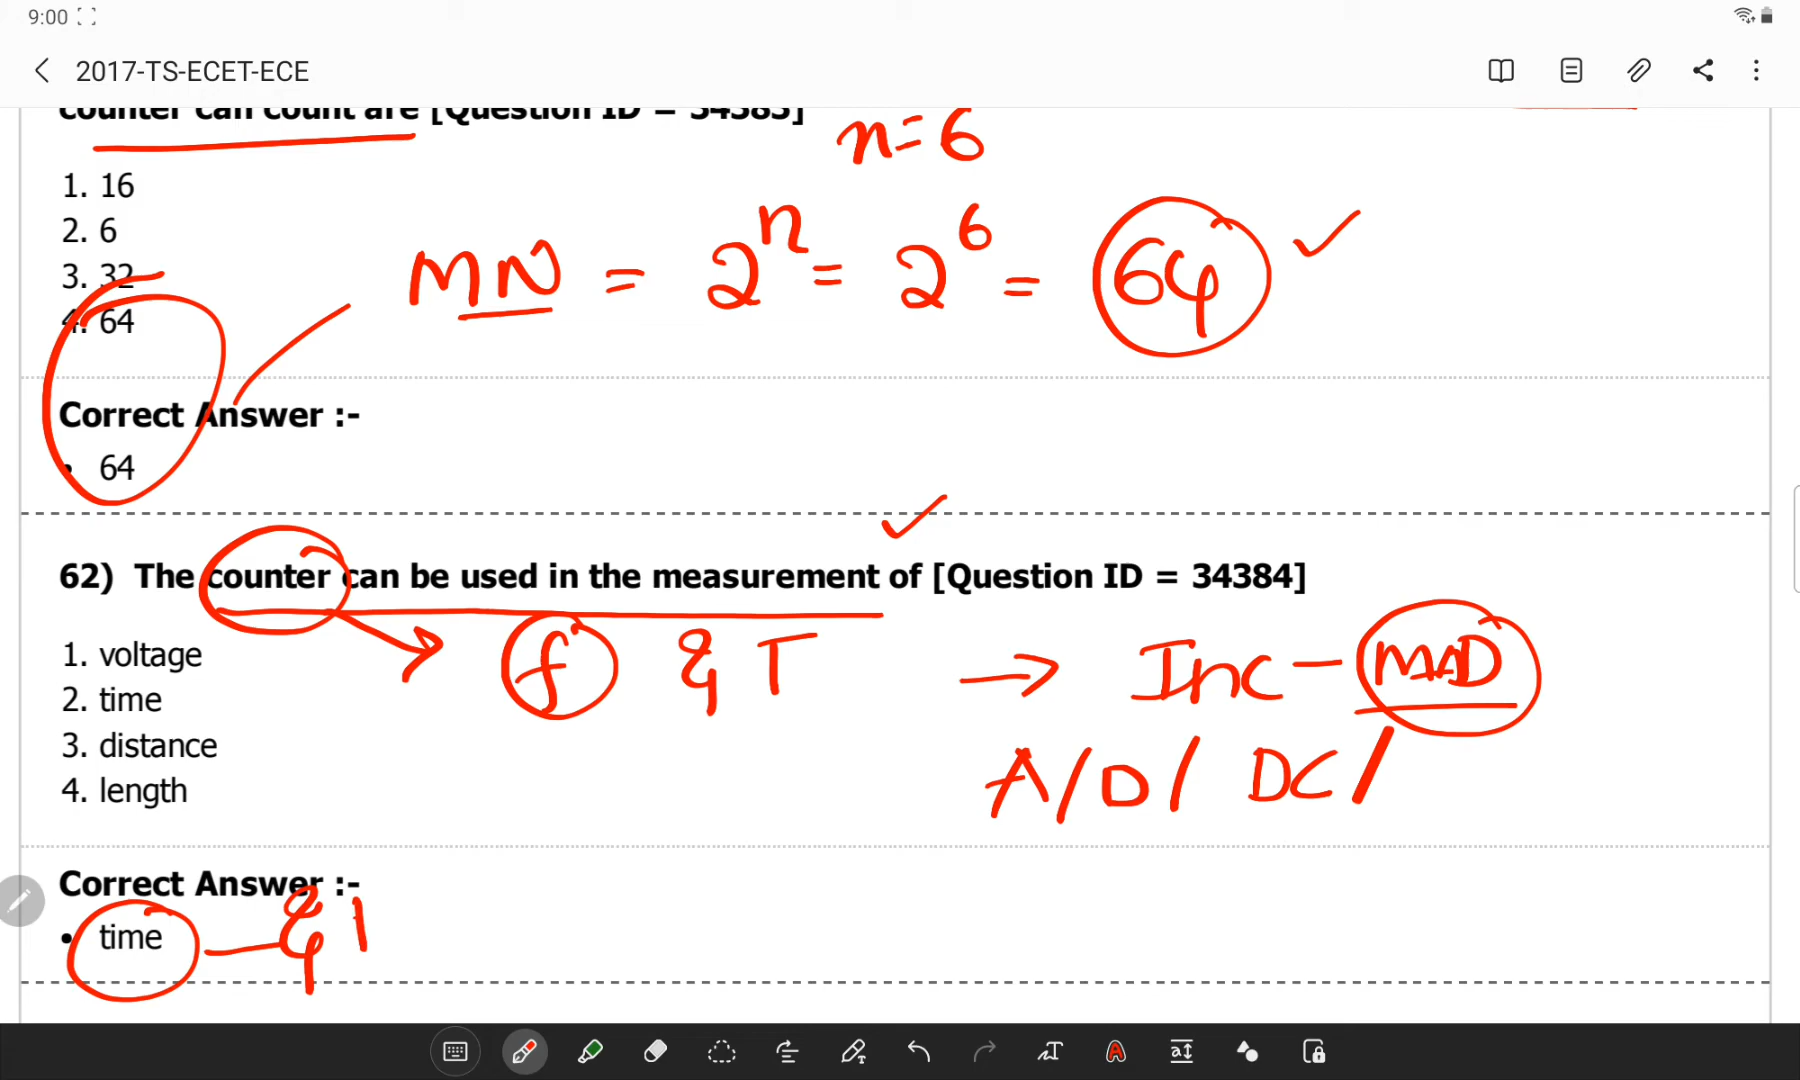 9:00
2017-TS-ECET-ECE
counter can count are [Question ID = 34383]
n=6
1. 16
2. 6
3. 32
4. 64
MN = 2^n = 2^6 = 64
Correct Answer :-
• 64
62) The counter can be used in the measurement of [Question ID = 34384]
1. voltage
2. time
3. distance
4. length
f & T → Inc - MAD
A/D/ DC/
Correct Answer :-
• time
&